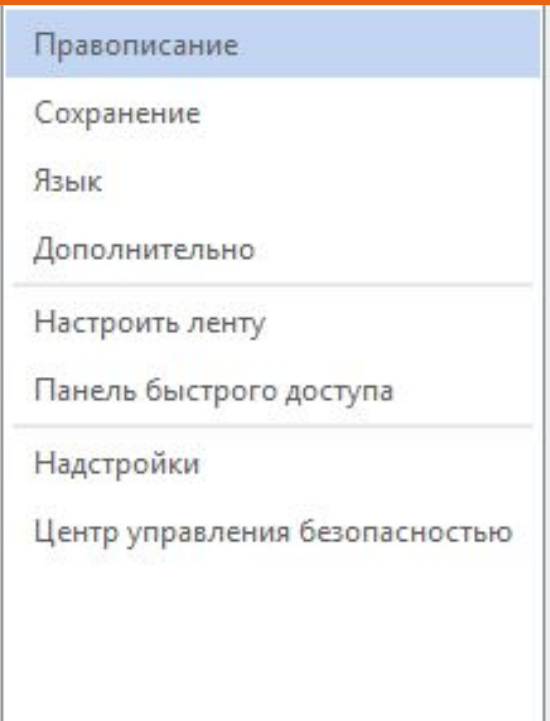 Правописание
Сохранение
Язык
Дополнительно
Настроить ленту
Панель быстрого доступа
Надстройки
Центр управления безопасностью